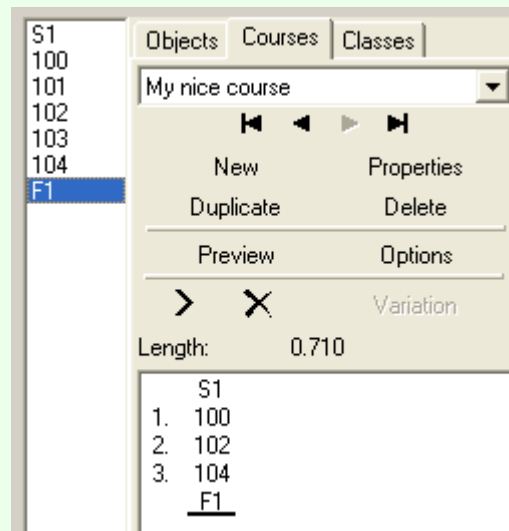 S1
100
101
102
103
104
F1
Objects Courses Classes
My nice course
New Properties
Duplicate Delete
Preview Options
Variation
Length: 0.710
S1
1. 100
2. 102
3. 104
F1